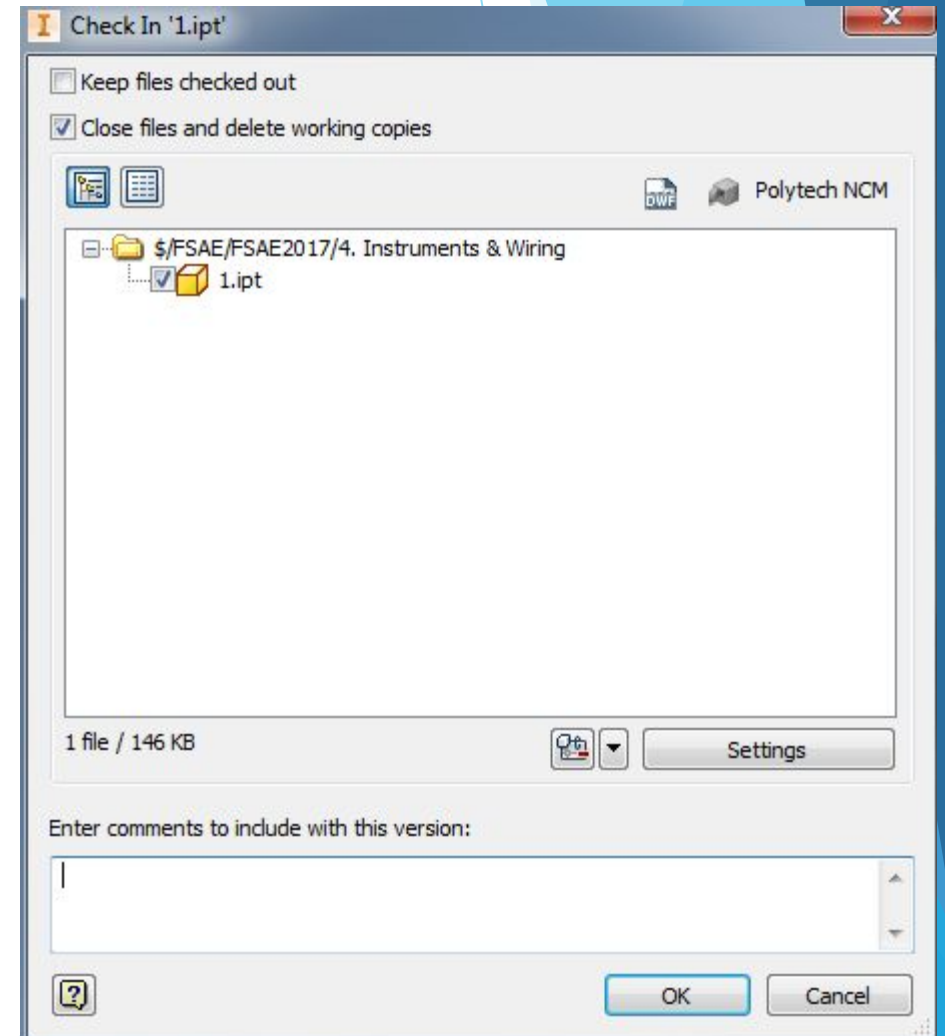 Check In '1.ipt'
Keep files checked out
Close files and delete working copies
DWF
Polytech NCM
$/FSAE/FSAE2017/4. Instruments & Wiring
1.ipt
1 file / 146 KB
Settings
Enter comments to include with this version:
OK
Cancel